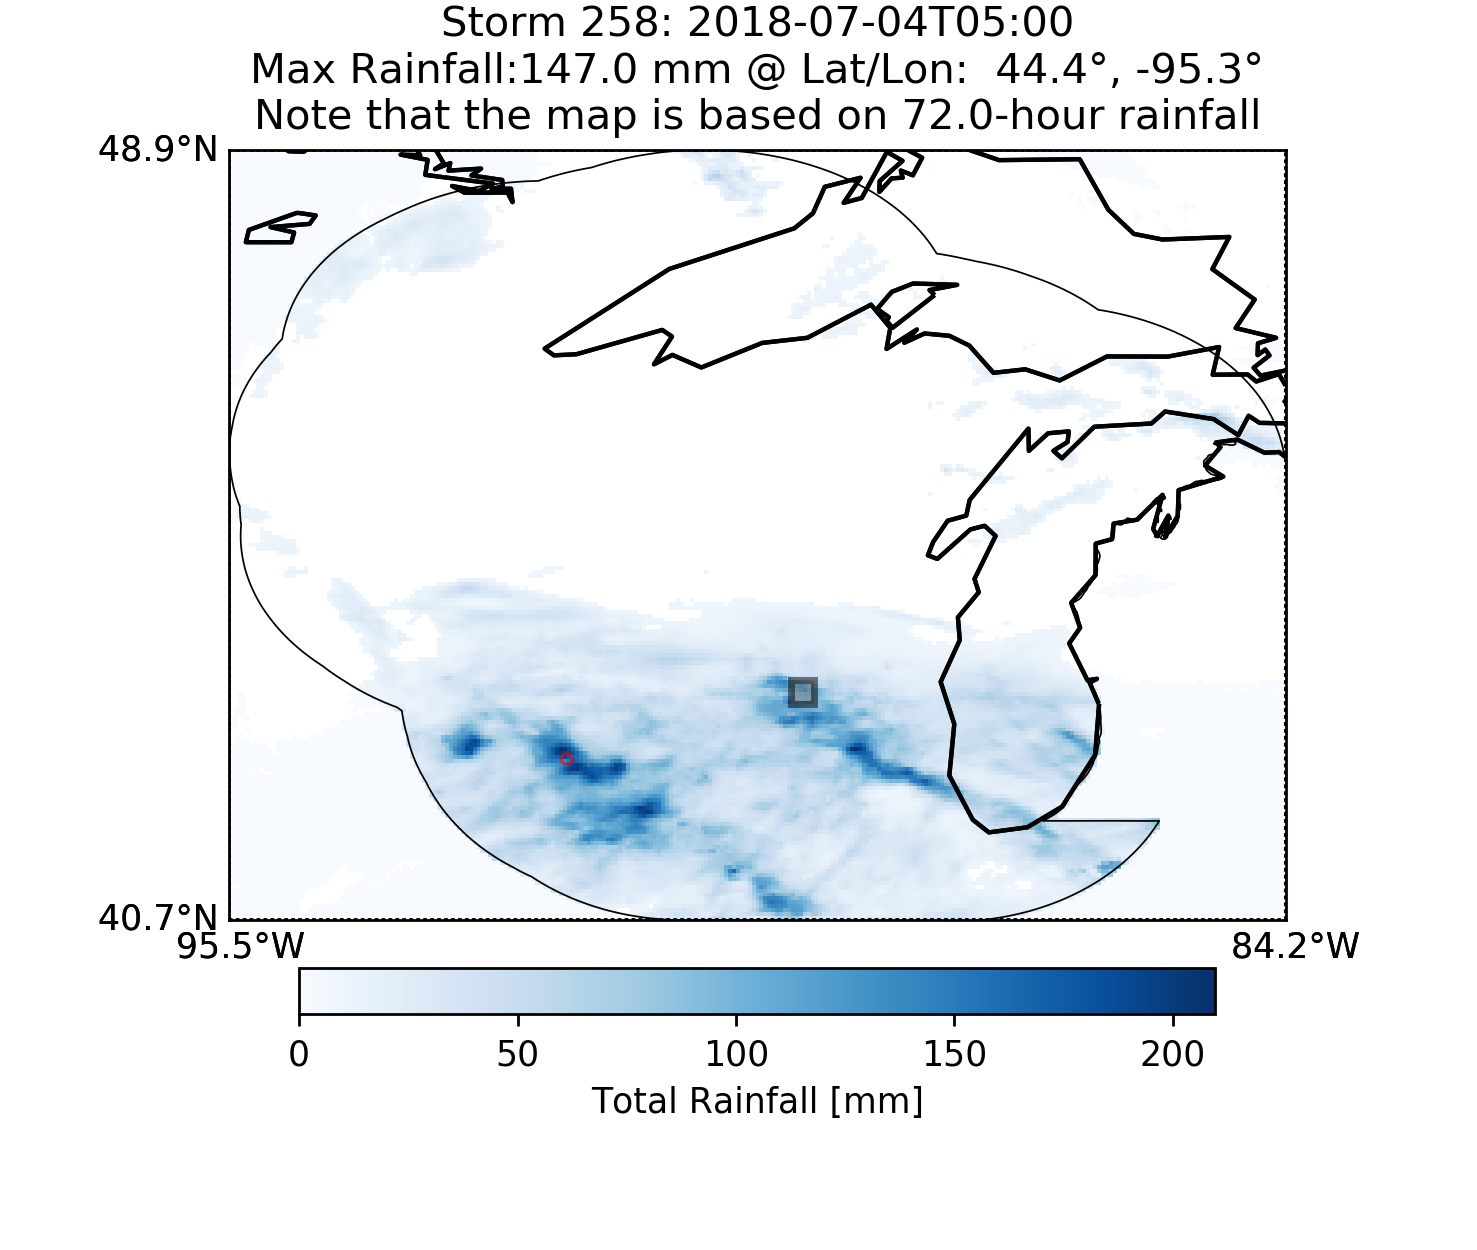 Storm 258: 2018-07-04T05:00
Max Rainfall:147.0 mm @ Lat/Lon:  44.4°, -95.3°
Note that the map is based on 72.0-hour rainfall
48.9°N
40.7°N
95.5°W 84.2°W
0 50 100 150 200
Total Rainfall [mm]